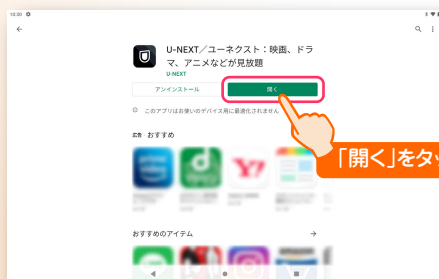 10:30
U-NEXT／ユーネクスト：映画、ドラ
マ、アニメなどが見放題
U-NEXT
アンインストール
開く
このアプリはお使いのデバイス用に最適化されません
広告 おすすめ
「開く」をタッ
おすすめのアイテム